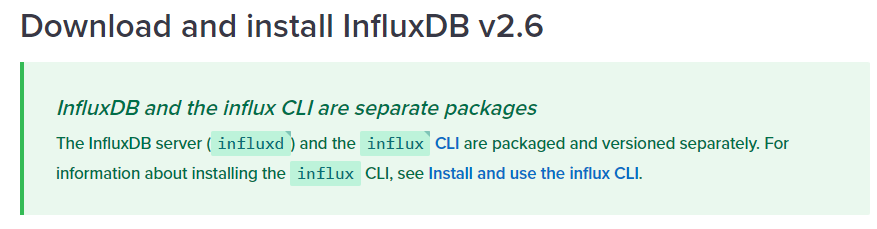 Download and install InfluxDB v2.6
InfluxDB and the influx CLI are separate packages
The InfluxDB server (influxd) and the influx CLI are packaged and versioned separately. For
information about installing the influx CLI, see Install and use the influx CLI.